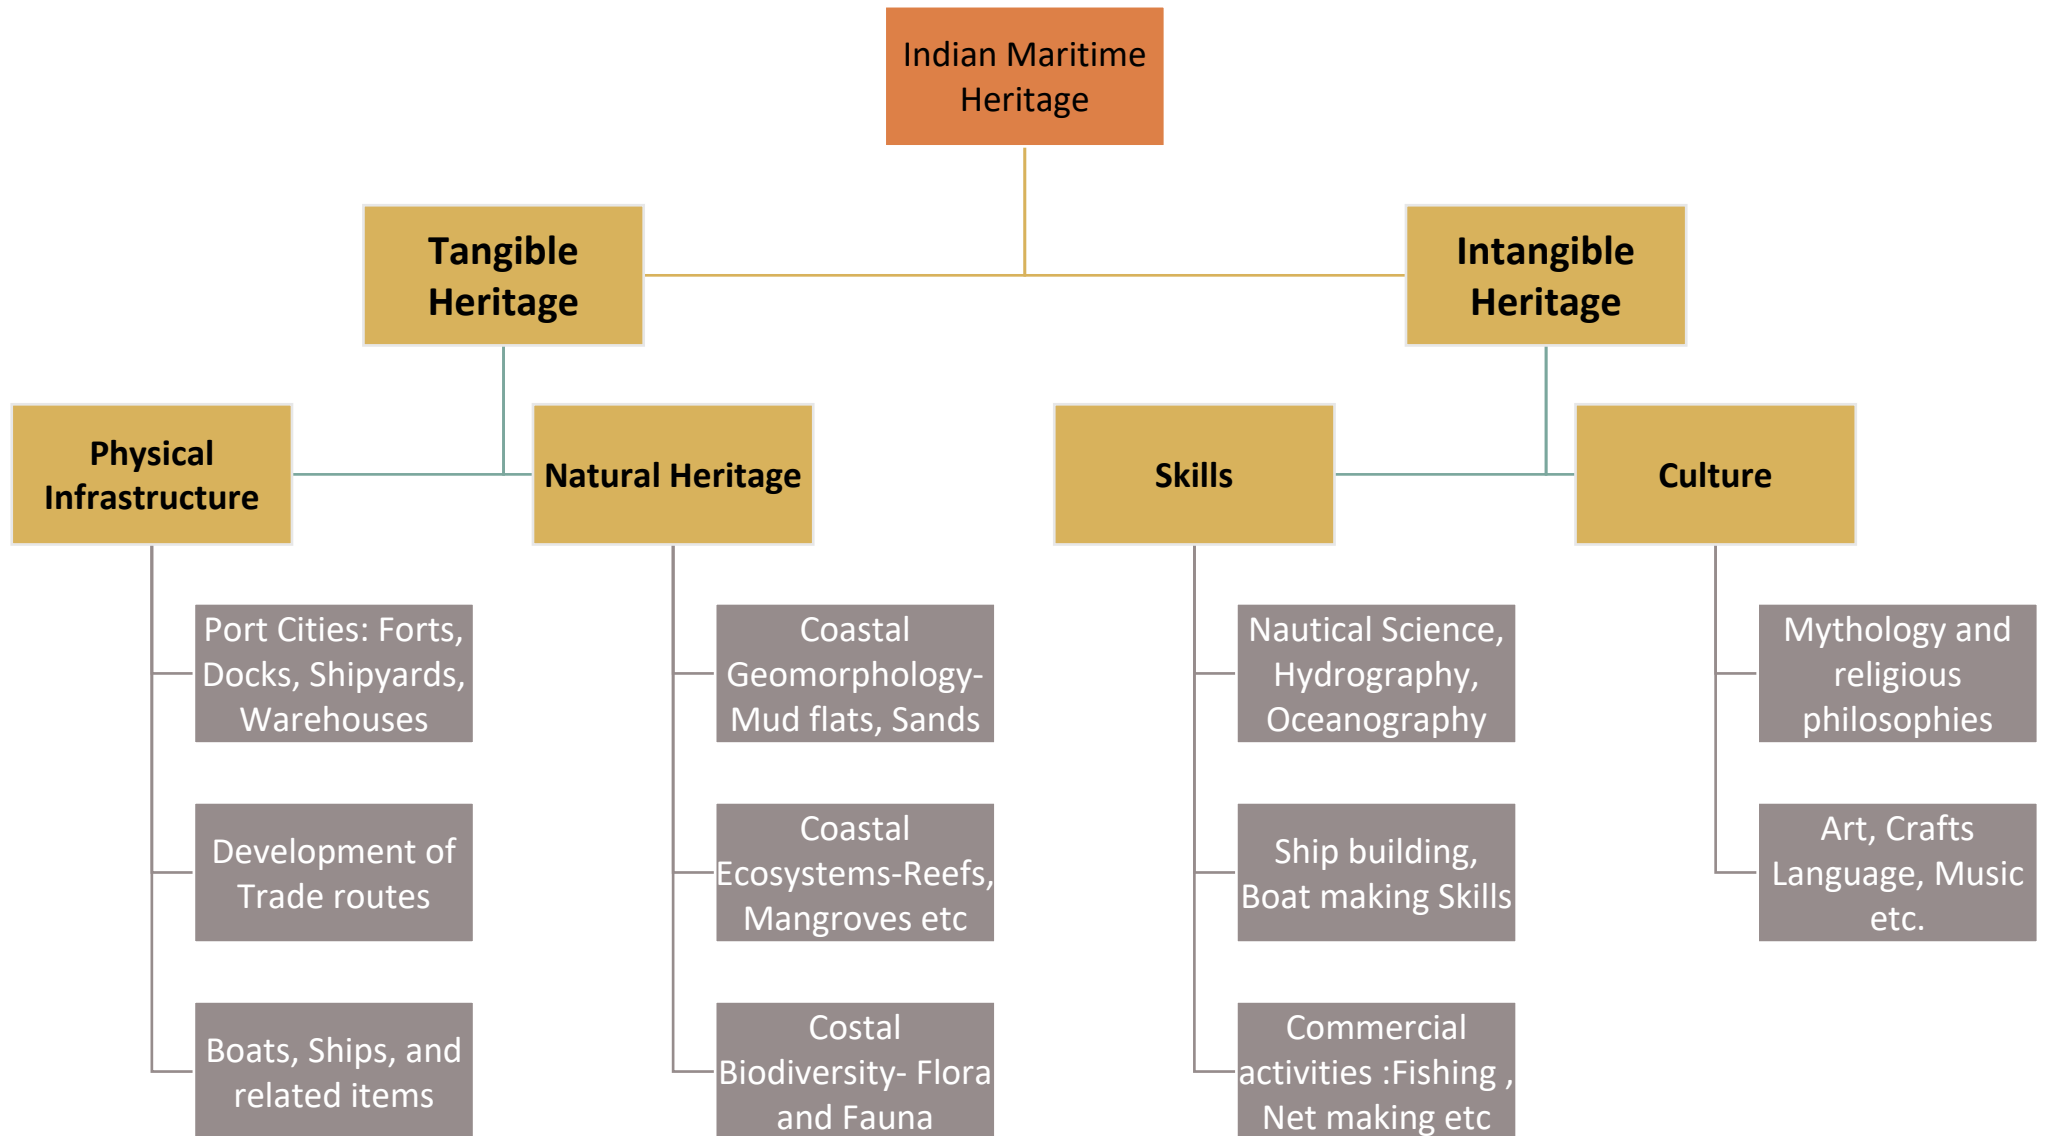 Indian Maritime
Heritage
Tangible
Heritage
Intangible
Heritage
Physical
Infrastructure
Natural Heritage
Skills
Culture
Port Cities: Forts,
Docks, Shipyards,
Warehouses
Coastal
Geomorphology-
Mud flats, Sands
Nautical Science,
Hydrography,
Oceanography
Mythology and
religious
philosophies
Development of
Trade routes
Coastal
Ecosystems-Reefs,
Mangroves etc
Ship building,
Boat making Skills
Art, Crafts
Language, Music
etc.
Boats, Ships, and
related items
Costal
Biodiversity- Flora
and Fauna
Commercial
activities :Fishing ,
Net making etc